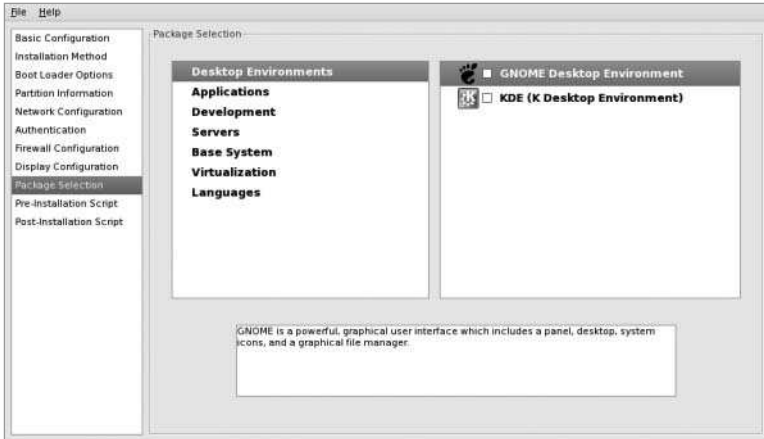 File Help
Basic Configuration
Installation Method
Boot Loader Options
Partition Information
Network Configuration
Authentication
Firewall Configuration
Display Configuration
Package Selection
Pre-Installation Script
Post-Installation Script
Package Selection
Desktop Environments
Applications
Development
Servers
Base System
Virtualization
Languages
GNOME Desktop Environment
KDE (K Desktop Environment)
GNOME is a powerful, graphical user interface which includes a panel, desktop, system
icons, and a graphical file manager.